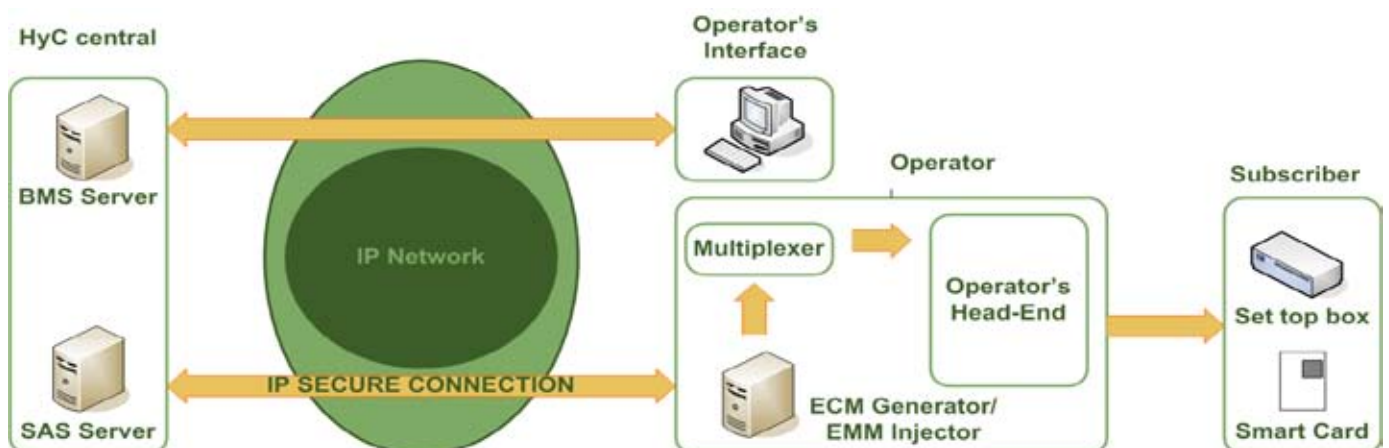 HyC central
BMS Server
SAS Server
IP Network
IP SECURE CONNECTION
Operator's
Interface
Operator
Multiplexer
Operator's
Head-End
ECM Generator/
EMM Injector
Subscriber
Set top box
Smart Card